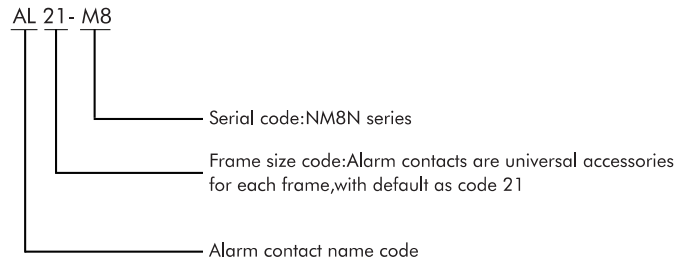 AL 21- M8
Serial code:NM8N series
Frame size code:Alarm contacts are universal accessories
for each frame,with default as code 21
Alarm contact name code